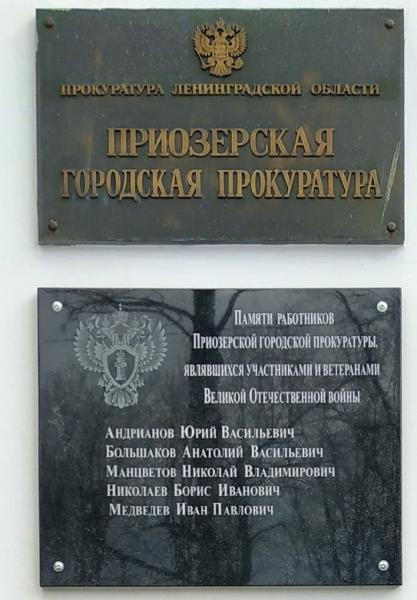 ПРОКУРАТУРА ЛЕНИНГРАДСКОЙ ОБЛАСТИ
ПРИОЗЕРСКАЯ
ГОРОДСКАЯ ПРОКУРАТУРА
Памяти работников
Приозерской городской прокуратуры,
являвшихся участниками и ветеранами
Великой Отечественной войны
Андрианов Юрий Васильевич
Большаков Анатолий Васильевич
Манцветов Николай Владимирович
Николаев Борис Иванович
Медведев Иван Павлович